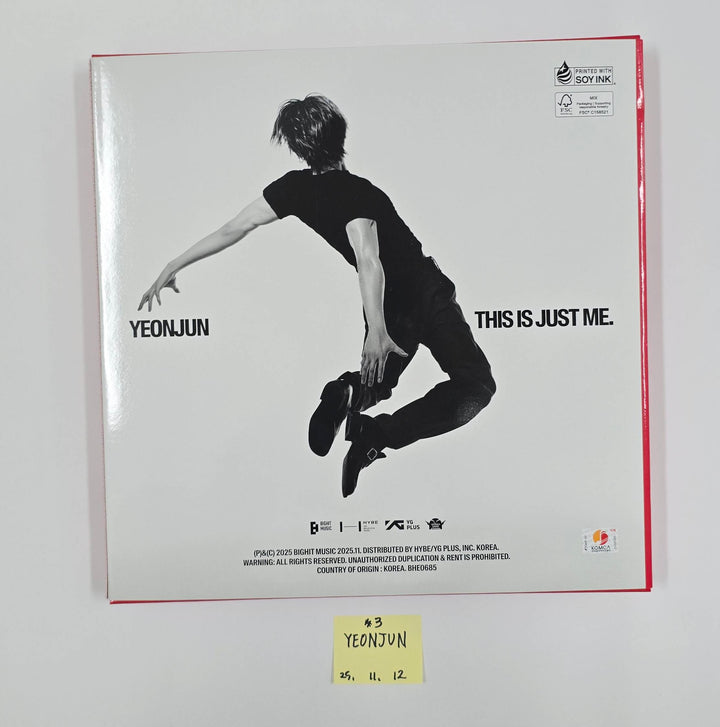 PRINTED WITH
SOY INK
MIX
Packaging | Supporting
responsible forestry
FSC
FSC® C158521
YEONJUN
THIS IS JUST ME.
BIGHIT
MUSIC
HYBE
YG
PLUS
(P)&(C) 2025 BIGHIT MUSIC 2025.11. DISTRIBUTED BY HYBE/YG PLUS, INC. KOREA.
WARNING: ALL RIGHTS RESERVED. UNAUTHORIZED DUPLICATION & RENT IS PROHIBITED.
COUNTRY OF ORIGIN : KOREA. BHE0685
KOMCA
#3
YEONJUN
25. 11. 12